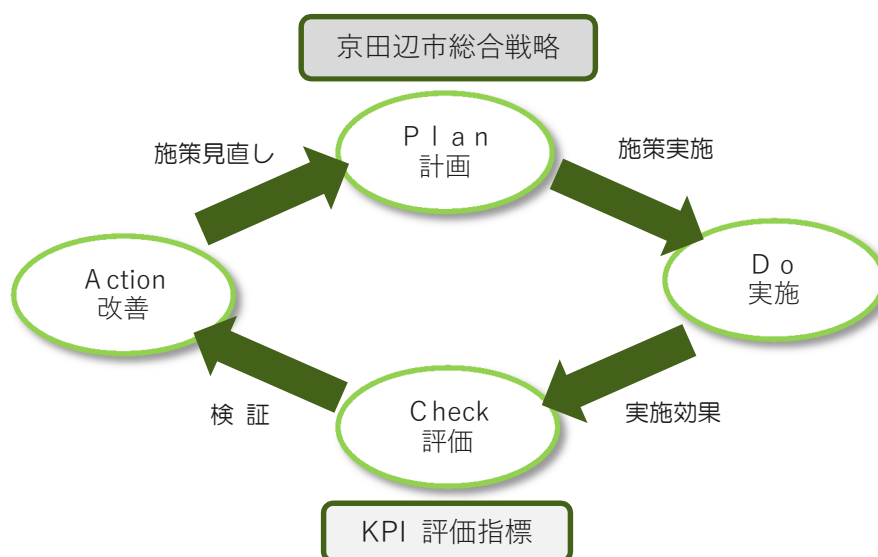 京田辺市総合戦略
Plan
計画
施策見直し
施策実施
Action
改善
Do
実施
検 証
Check
評価
実施効果
KPI 評価指標